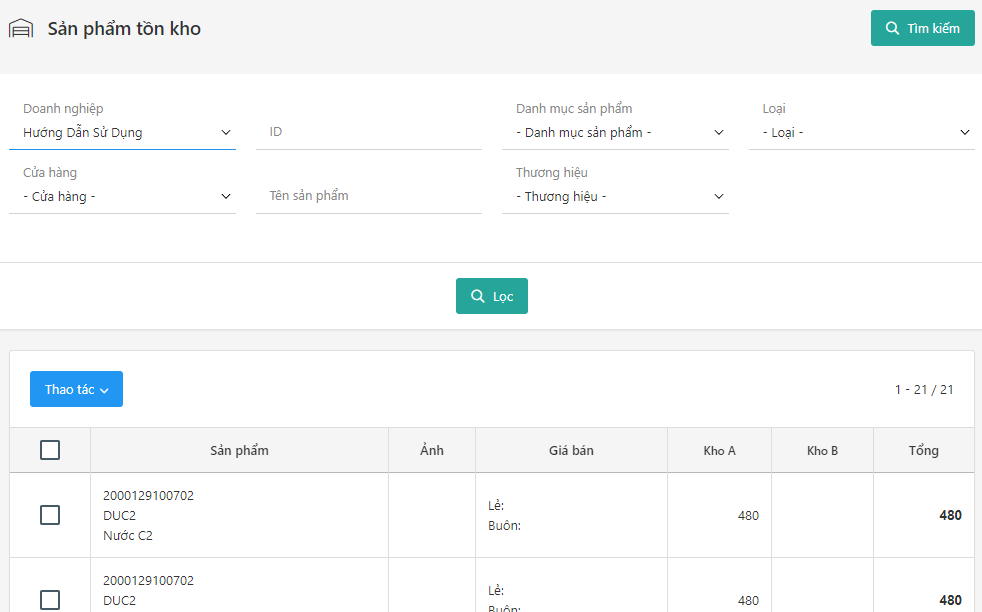 Sản phẩm tồn kho
Tìm kiếm
Doanh nghiệp
Hướng Dẫn Sử Dụng
ID
Danh mục sản phẩm
- Danh mục sản phẩm -
Loại
- Loại -
Cửa hàng
- Cửa hàng -
Tên sản phẩm
Thương hiệu
- Thương hiệu -
Lọc
Thao tác
1 - 21 / 21
Sản phẩm Ảnh Giá bán Kho A Kho B Tổng
2000129100702
DUC2
Nước C2
Lẻ:
Buôn:
480
480
2000129100702
DUC2
Lẻ:
Buôn:
480
480